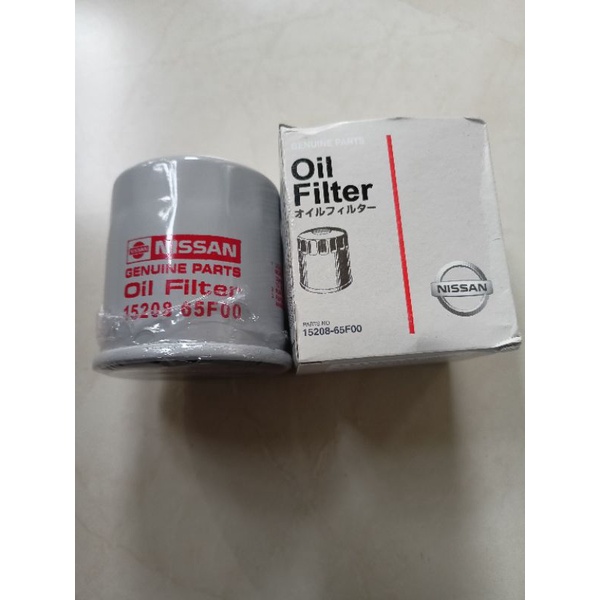 NISSAN
GENUINE PARTS
Oil Filter
15208-65F00
GENUINE PARTS
Oil
Filter
オイルフィルター
PARTS NO
15208-65F00
NISSAN